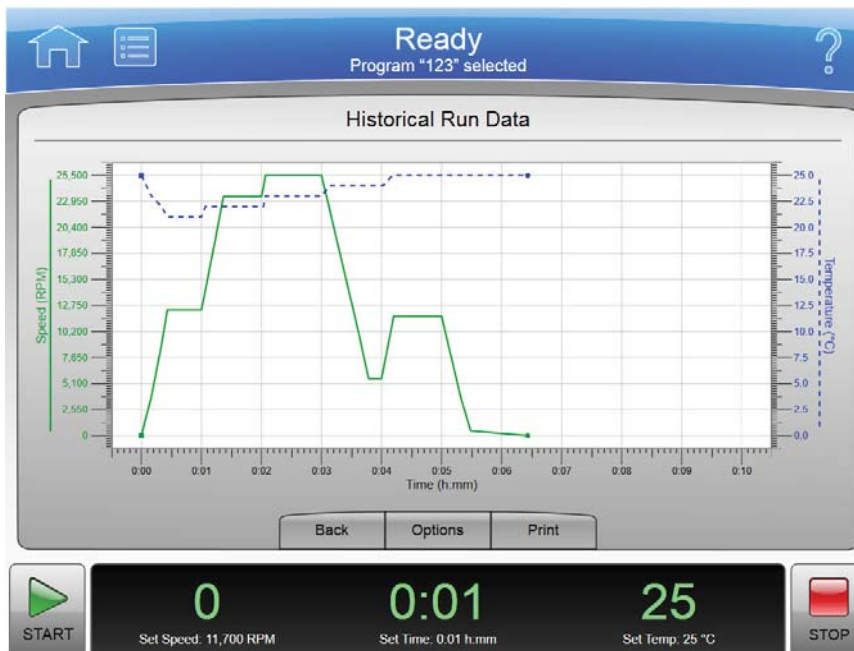 Ready
Program "123" selected
Historical Run Data
Speed (RPM)
25,500
22,950
20,400
17,850
15,300
12,750
10,200
7,650
5,100
2,550
0
25.0
22.5
20.0
17.5
15.0
12.5
10.0
7.5
5.0
2.5
0.0
Temperature (°C)
0:00 0:01 0:02 0:03 0:04 0:05 0:06 0:07 0:08 0:09 0:10
Time (h:mm)
Back Options Print
START
0 0:01 25
Set Speed: 11,700 RPM Set Time: 0:01 h:mm Set Temp: 25 °C
STOP